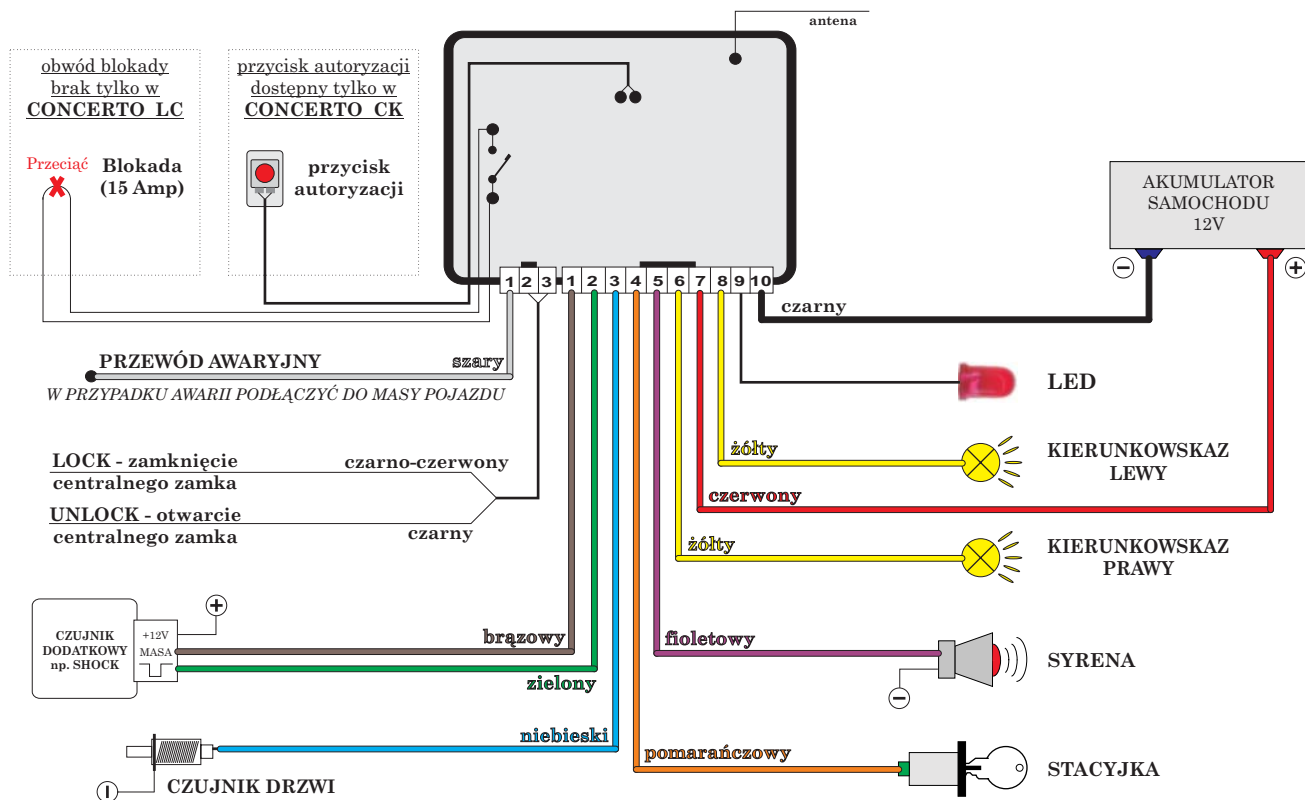 antena
obwód blokady
brak tylko w
CONCERTO LC
przycisk autoryzacji
dostępny tylko w
CONCERTO CK
Przeciąć
Blokada
(15 Amp)
przycisk
autoryzacji
AKUMULATOR
SAMOCHODU
12V
1 2 3 1 2 3 4 5 6 7 8 9 10
czarny
PRZEWÓD AWARYJNY
szary
W PRZYPADKU AWARII PODŁĄCZYĆ DO MASY POJAZDU
LED
LOCK - zamknięcie
centralnego zamka
czarno-czerwony
UNLOCK - otwarcie
centralnego zamka
czarny
żółty
KIERUNKOWSKAZ
LEWY
czerwony
żółty
KIERUNKOWSKAZ
PRAWY
CZUJNIK
DODATKOWY
np. SHOCK
+12V
MASA
brązowy
zielony
fioletowy
SYRENA
niebieski
CZUJNIK DRZWI
pomarańczowy
STACYJKA